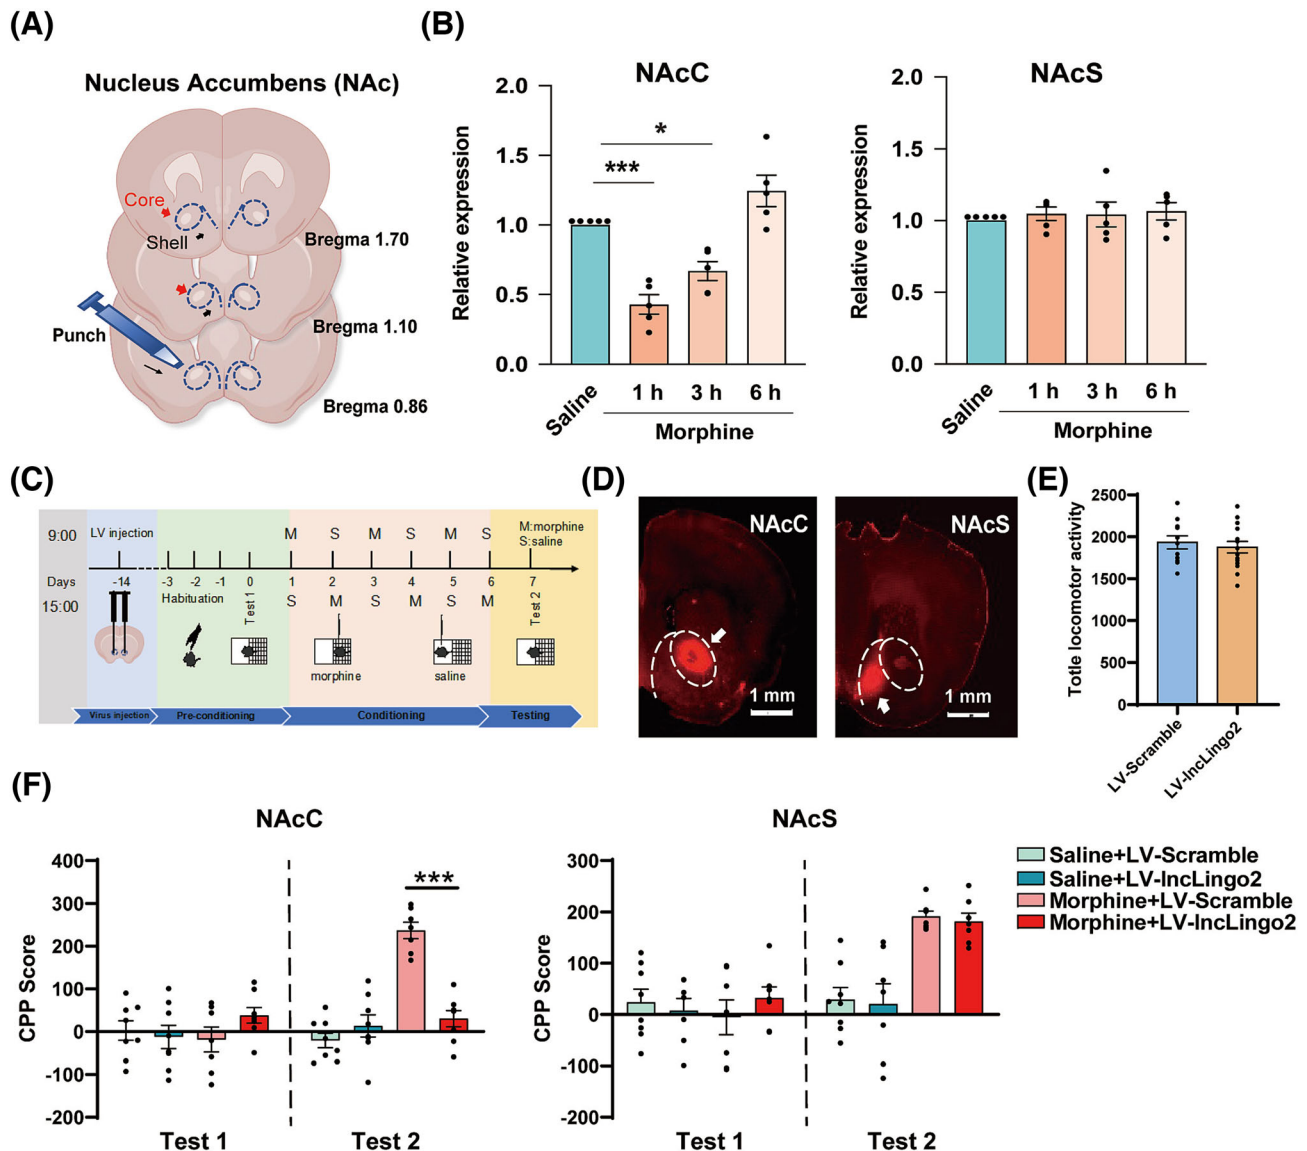 (A)
Nucleus Accumbens (NAc)
Core
Shell
Bregma 1.70
Bregma 1.10
Punch
Bregma 0.86
(B)
NAcC
Relative expression
2.0
1.5
1.0
0.5
0.0
*
***
Saline
1 h
3 h
6 h
Morphine
NAcS
Relative expression
2.0
1.5
1.0
0.5
0.0
Saline
1 h
3 h
6 h
Morphine
(C)
9:00
LV injection
M S M S M S
M:morphine
S:saline
Days
-14 -3 -2 -1 0 1 2 3 4 5 6 7
15:00
Habituation
Test 1
S M S M S M
Test 2
morphine
saline
Virus injection
Pre-conditioning
Conditioning
Testing
(D)
NAcC
1 mm
NAcS
1 mm
(E)
Totle locomotor activity
2500
2000
1500
1000
500
0
LV-Scramble
LV-lncLingo2
(F)
NAcC
CPP Score
400
300
200
100
0
-100
-200
***
Test 1
Test 2
NAcS
CPP Score
300
200
100
0
-100
-200
Test 1
Test 2
Saline+LV-Scramble
Saline+LV-lncLingo2
Morphine+LV-Scramble
Morphine+LV-lncLingo2